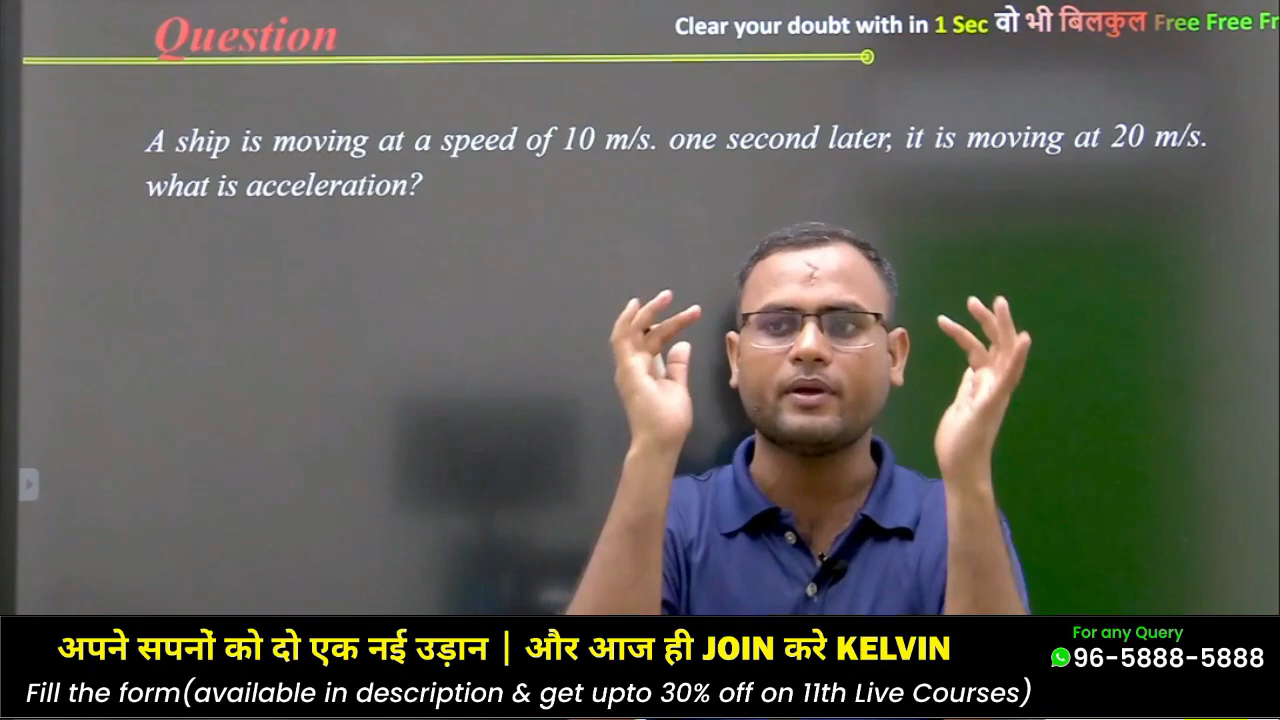 Question
Clear your doubt with in 1 Sec वो भी बिलकुल Free Free Fr
A ship is moving at a speed of 10 m/s. one second later, it is moving at 20 m/s.
what is acceleration?
अपने सपनों को दो एक नई उड़ान | और आज ही JOIN करे KELVIN
For any Query
96-5888-5888
Fill the form(available in description & get upto 30% off on 11th Live Courses)